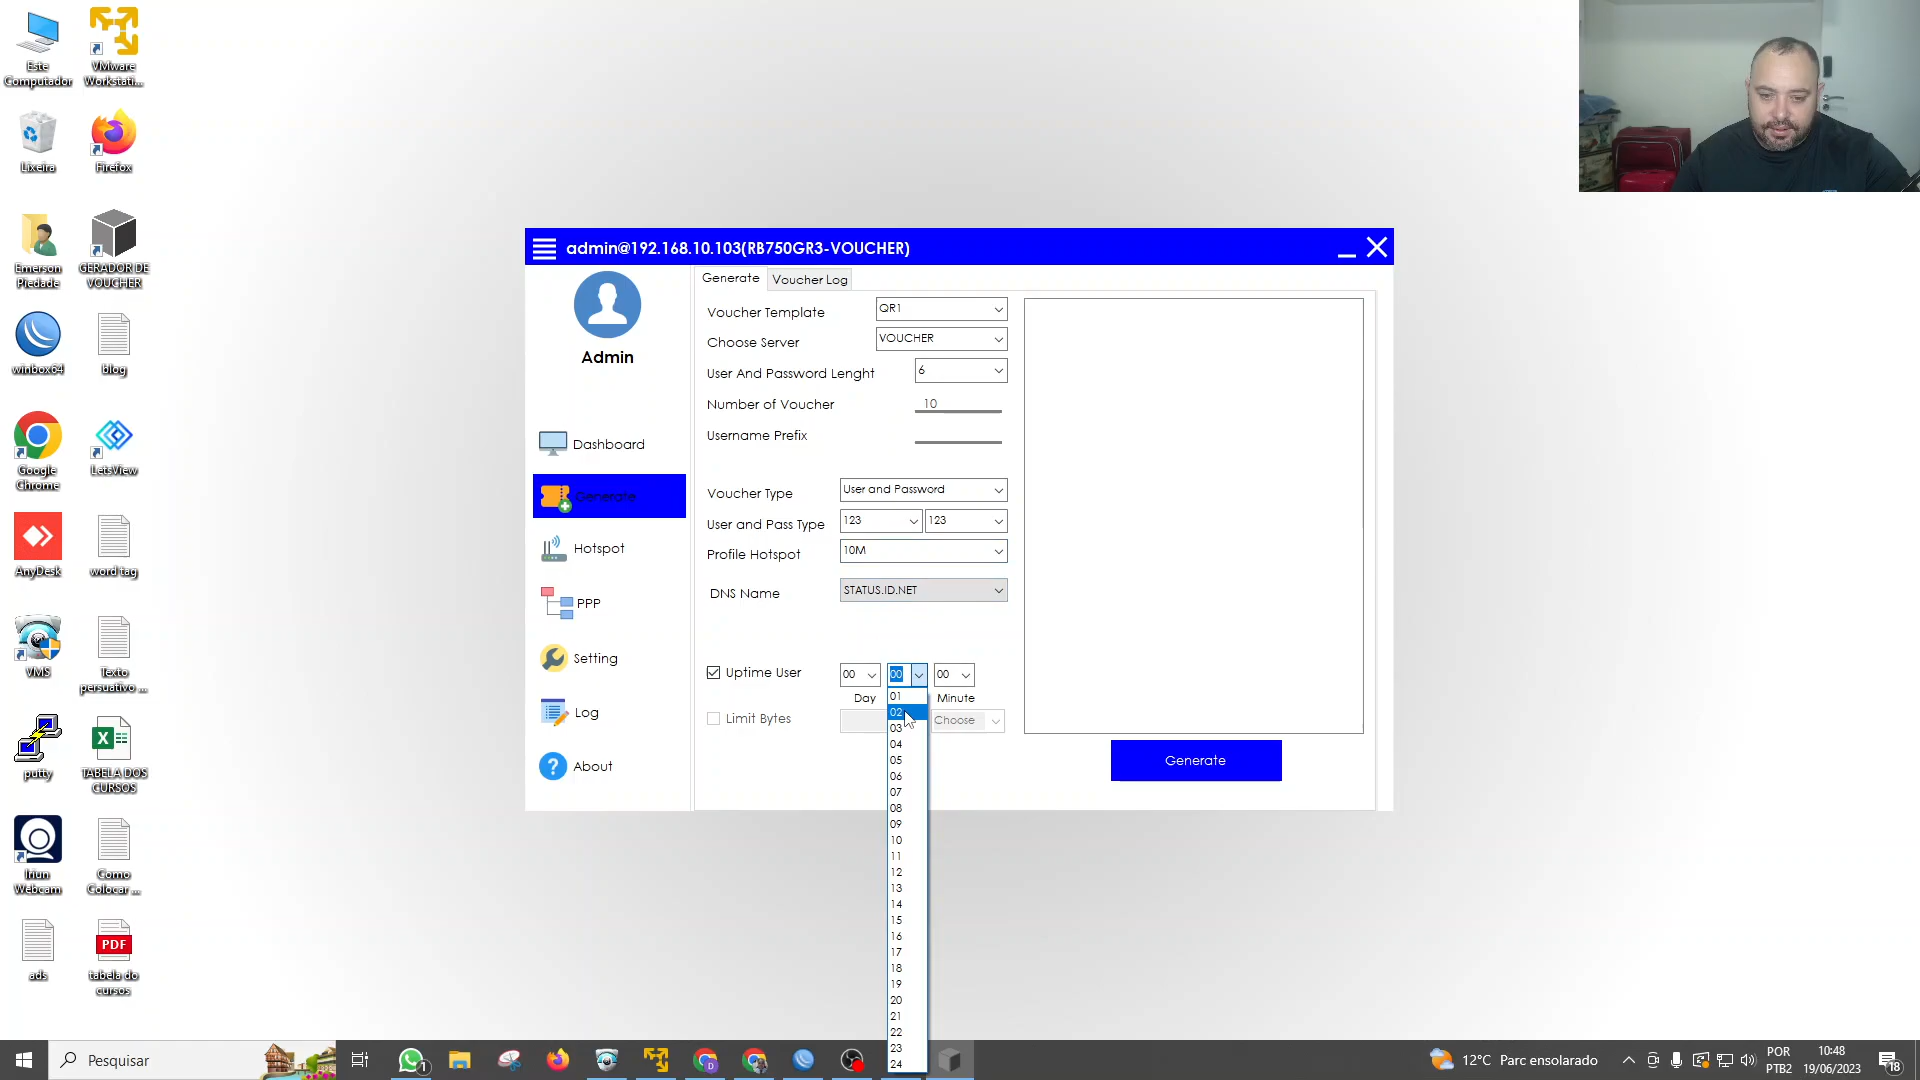 Este
Computador
VMware
Workstati...
Lixeira
Firefox
Emerson
Piedade
GERADOR DE
VOUCHER
winbox64
blog
Google
Chrome
LetsView
AnyDesk
word tag
VMS
Texto
persuativo ...
putty
TABELA DOS
CURSOS
Iriun
Webcam
Como
Colocar ...
ads
PDF
tabela do
cursos
admin@192.168.10.103(RB750GR3-VOUCHER)
Admin
Dashboard
Generate
Hotspot
PPP
Setting
Log
About
Generate
Voucher Log
Voucher Template
QR1
Choose Server
VOUCHER
User And Password Lenght
6
Number of Voucher
10
Username Prefix
Voucher Type
User and Password
User and Pass Type
123
123
Profile Hotspot
10M
DNS Name
STATUS.ID.NET
Uptime User
00
00
00
Day
Minute
Limit Bytes
Choose
01
02
03
04
05
06
07
08
09
10
11
12
13
14
15
16
17
18
19
20
21
22
23
24
Generate
Pesquisar
1
D
12°C Parc ensolarado
POR
PTB2
10:48
19/06/2023
18